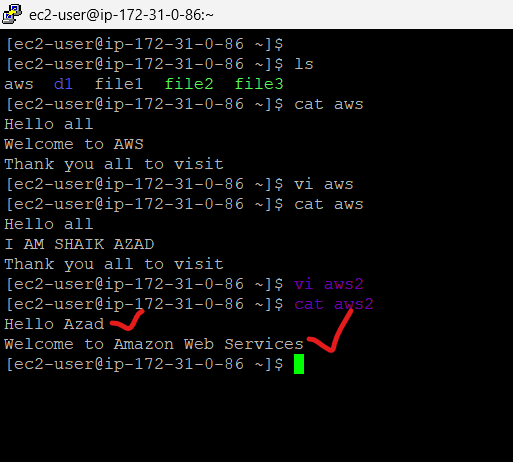 ec2-user@ip-172-31-0-86:~
[ec2-user@ip-172-31-0-86 ~]$
[ec2-user@ip-172-31-0-86 ~]$ ls
aws d1 file1 file2 file3
[ec2-user@ip-172-31-0-86 ~]$ cat aws
Hello all
Welcome to AWS
Thank you all to visit
[ec2-user@ip-172-31-0-86 ~]$ vi aws
[ec2-user@ip-172-31-0-86 ~]$ cat aws
Hello all
I AM SHAIK AZAD
Thank you all to visit
[ec2-user@ip-172-31-0-86 ~]$ vi aws2
[ec2-user@ip-172-31-0-86 ~]$ cat aws2
Hello Azad
Welcome to Amazon Web Services
[ec2-user@ip-172-31-0-86 ~]$